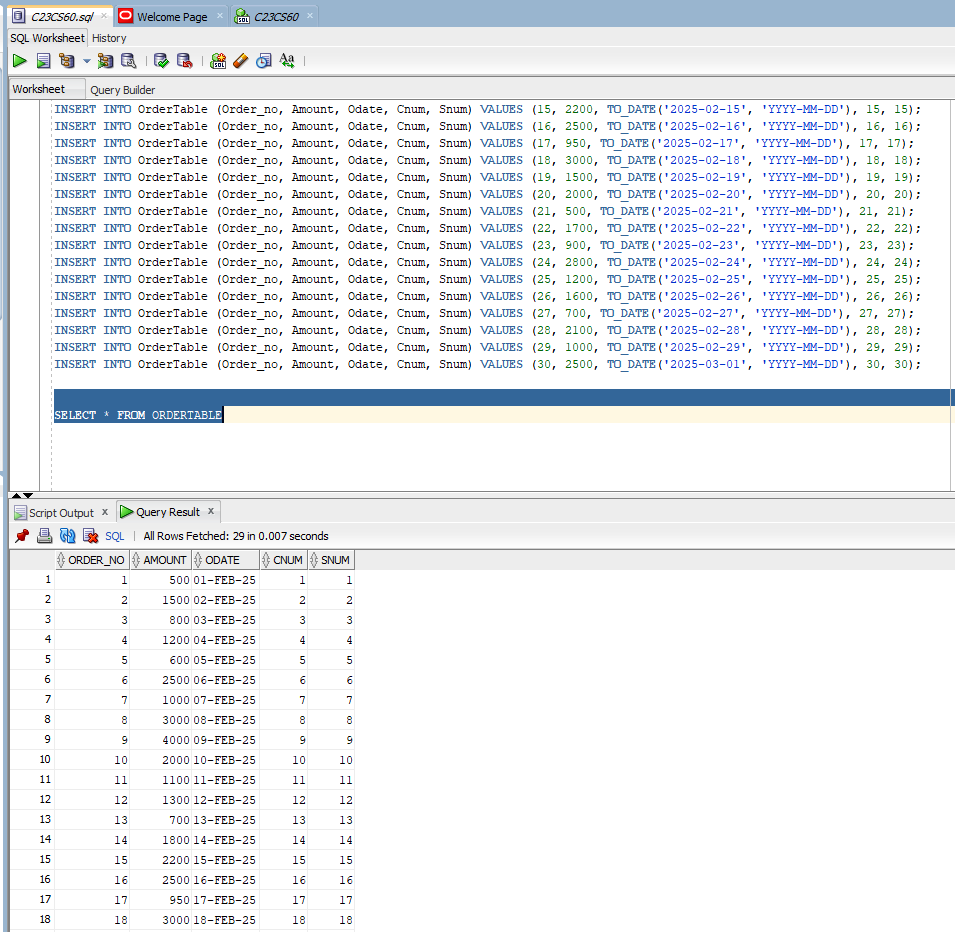 C23CS60.sql Welcome Page C23CS60
SQL Worksheet History
Worksheet Query Builder
INSERT INTO OrderTable (Order_no, Amount, Odate, Cnum, Snum) VALUES (15, 2200, TO_DATE('2025-02-15', 'YYYY-MM-DD'), 15, 15);
INSERT INTO OrderTable (Order_no, Amount, Odate, Cnum, Snum) VALUES (16, 2500, TO_DATE('2025-02-16', 'YYYY-MM-DD'), 16, 16);
INSERT INTO OrderTable (Order_no, Amount, Odate, Cnum, Snum) VALUES (17, 950, TO_DATE('2025-02-17', 'YYYY-MM-DD'), 17, 17);
INSERT INTO OrderTable (Order_no, Amount, Odate, Cnum, Snum) VALUES (18, 3000, TO_DATE('2025-02-18', 'YYYY-MM-DD'), 18, 18);
INSERT INTO OrderTable (Order_no, Amount, Odate, Cnum, Snum) VALUES (19, 1500, TO_DATE('2025-02-19', 'YYYY-MM-DD'), 19, 19);
INSERT INTO OrderTable (Order_no, Amount, Odate, Cnum, Snum) VALUES (20, 2000, TO_DATE('2025-02-20', 'YYYY-MM-DD'), 20, 20);
INSERT INTO OrderTable (Order_no, Amount, Odate, Cnum, Snum) VALUES (21, 500, TO_DATE('2025-02-21', 'YYYY-MM-DD'), 21, 21);
INSERT INTO OrderTable (Order_no, Amount, Odate, Cnum, Snum) VALUES (22, 1700, TO_DATE('2025-02-22', 'YYYY-MM-DD'), 22, 22);
INSERT INTO OrderTable (Order_no, Amount, Odate, Cnum, Snum) VALUES (23, 900, TO_DATE('2025-02-23', 'YYYY-MM-DD'), 23, 23);
INSERT INTO OrderTable (Order_no, Amount, Odate, Cnum, Snum) VALUES (24, 2800, TO_DATE('2025-02-24', 'YYYY-MM-DD'), 24, 24);
INSERT INTO OrderTable (Order_no, Amount, Odate, Cnum, Snum) VALUES (25, 1200, TO_DATE('2025-02-25', 'YYYY-MM-DD'), 25, 25);
INSERT INTO OrderTable (Order_no, Amount, Odate, Cnum, Snum) VALUES (26, 1600, TO_DATE('2025-02-26', 'YYYY-MM-DD'), 26, 26);
INSERT INTO OrderTable (Order_no, Amount, Odate, Cnum, Snum) VALUES (27, 700, TO_DATE('2025-02-27', 'YYYY-MM-DD'), 27, 27);
INSERT INTO OrderTable (Order_no, Amount, Odate, Cnum, Snum) VALUES (28, 2100, TO_DATE('2025-02-28', 'YYYY-MM-DD'), 28, 28);
INSERT INTO OrderTable (Order_no, Amount, Odate, Cnum, Snum) VALUES (29, 1000, TO_DATE('2025-02-29', 'YYYY-MM-DD'), 29, 29);
INSERT INTO OrderTable (Order_no, Amount, Odate, Cnum, Snum) VALUES (30, 2500, TO_DATE('2025-03-01', 'YYYY-MM-DD'), 30, 30);
SELECT * FROM ORDERTABLE
Script Output x Query Result x
SQL | All Rows Fetched: 29 in 0.007 seconds
ORDER_NO AMOUNT ODATE CNUM SNUM
1 1 500 01-FEB-25 1 1
2 2 1500 02-FEB-25 2 2
3 3 800 03-FEB-25 3 3
4 4 1200 04-FEB-25 4 4
5 5 600 05-FEB-25 5 5
6 6 2500 06-FEB-25 6 6
7 7 1000 07-FEB-25 7 7
8 8 3000 08-FEB-25 8 8
9 9 4000 09-FEB-25 9 9
10 10 2000 10-FEB-25 10 10
11 11 1100 11-FEB-25 11 11
12 12 1300 12-FEB-25 12 12
13 13 700 13-FEB-25 13 13
14 14 1800 14-FEB-25 14 14
15 15 2200 15-FEB-25 15 15
16 16 2500 16-FEB-25 16 16
17 17 950 17-FEB-25 17 17
18 18 3000 18-FEB-25 18 18